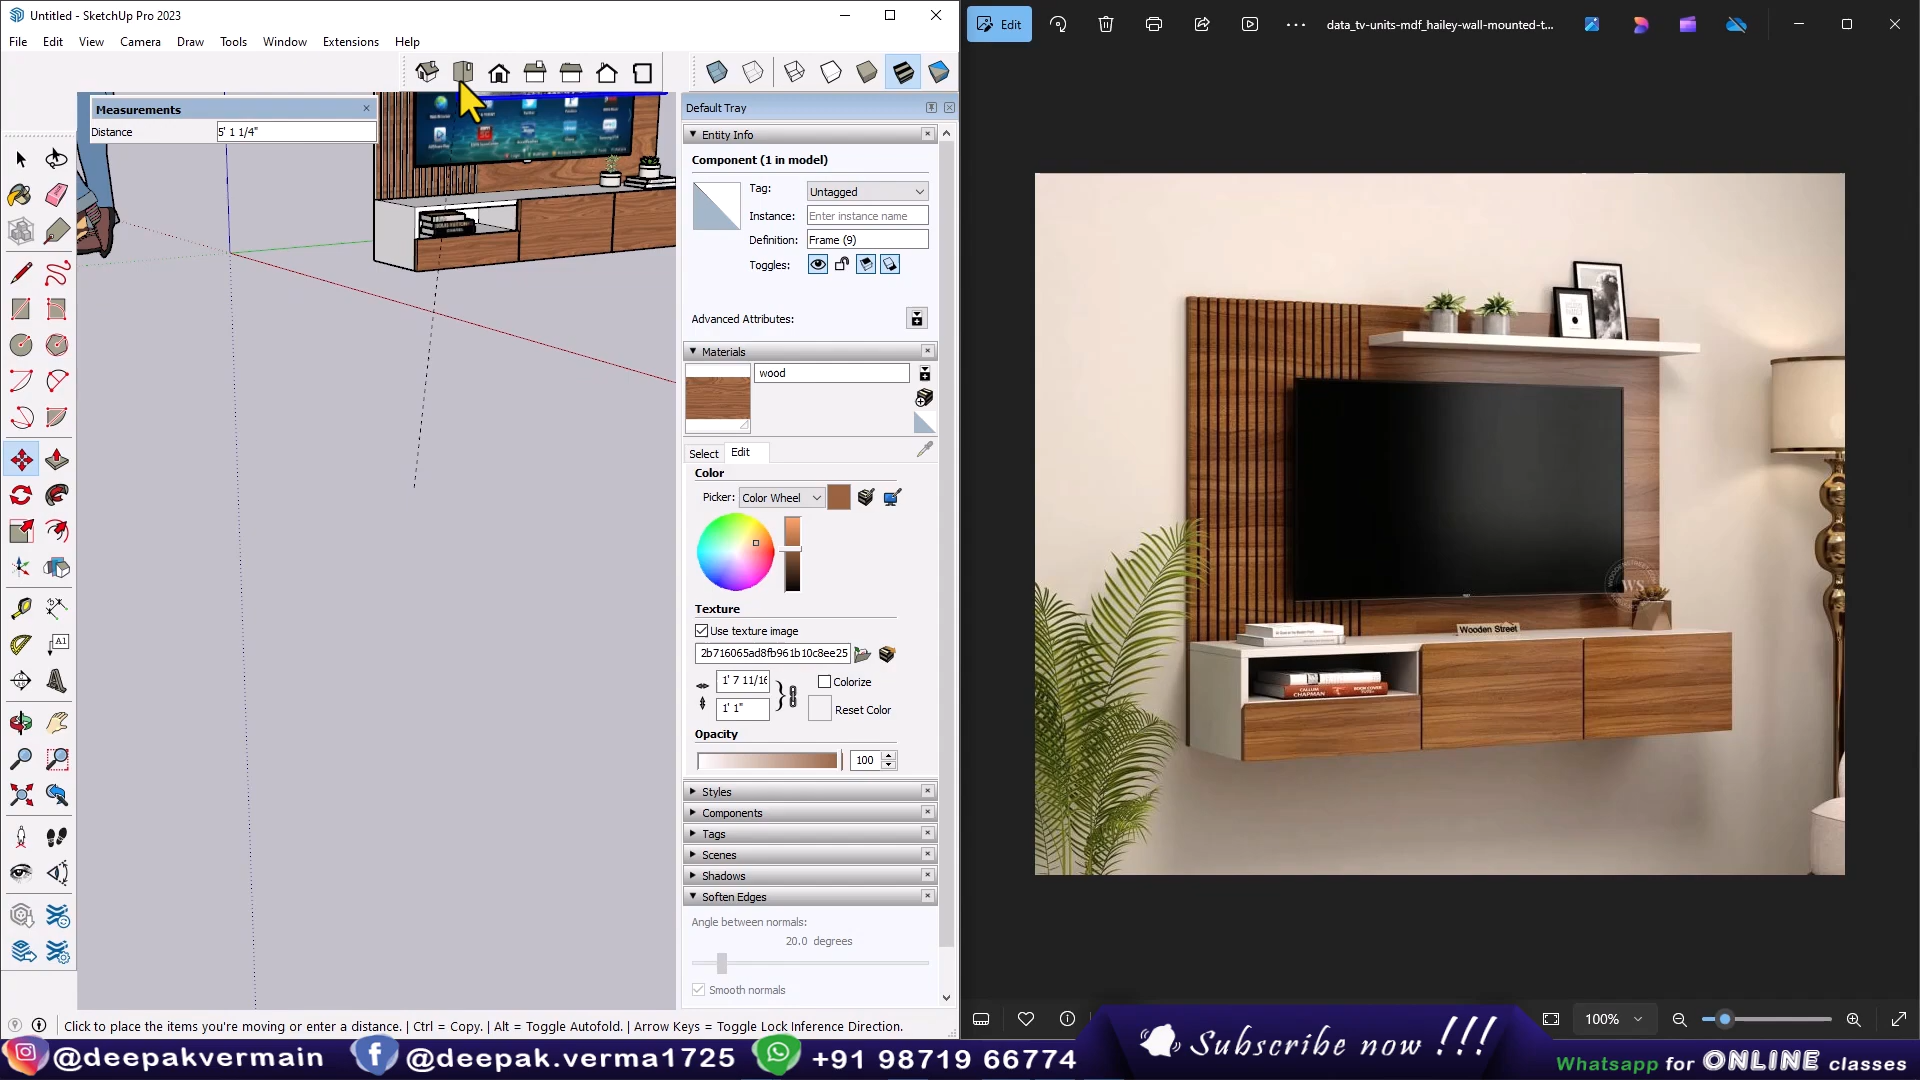 Untitled - SketchUp Pro 2023
data_tv-units-mdf_hailey-wall-mounted-t...
Edit
File Edit View Camera Draw Tools Window Extensions Help
Measurements
Distance 5' 1 1/4"
Default Tray
Entity Info
Component (1 in model)
Tag: Untagged
Instance: Enter instance name
Definition: Frame (9)
Toggles:
Advanced Attributes:
Materials
wood
Select Edit
Color
Picker: Color Wheel
Texture
Use texture image
2b716065ad8fb961b10c8ee25
1' 7 11/16
Colorize
1' 1"
Reset Color
Opacity
100
Styles
Components
Tags
Scenes
Shadows
Soften Edges
Angle between normals:
20.0 degrees
Smooth normals
A1
WS
Wooden Street
CALLUM CHAPMAN
Click to place the items you're moving or enter a distance. | Ctrl = Copy. | Alt = Toggle Autofold. | Arrow Keys = Toggle Lock Inference Direction.
100%
@deepakvermain @deepak.verma1725 +91 98719 66774
Subscribe now !!!
Whatsapp for ONLINE classes